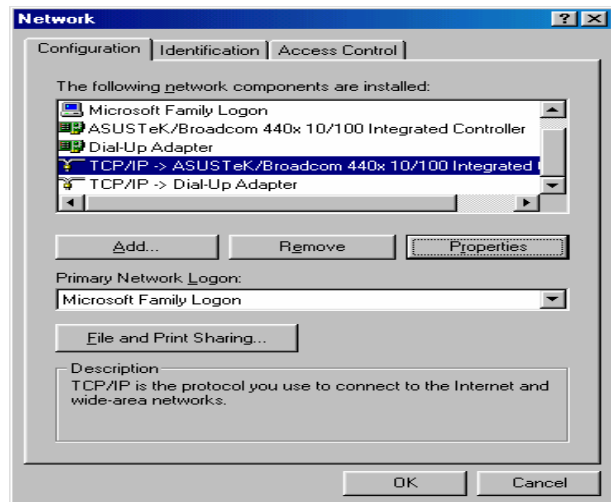 Network
Configuration Identification Access Control
The following network components are installed:
Microsoft Family Logon
ASUSTeK/Broadcom 440x 10/100 Integrated Controller
Dial-Up Adapter
TCP/IP -> ASUSTeK/Broadcom 440x 10/100 Integrated
TCP/IP -> Dial-Up Adapter
Add... Remove Properties
Primary Network Logon:
Microsoft Family Logon
File and Print Sharing...
Description
TCP/IP is the protocol you use to connect to the Internet and
wide-area networks.
OK Cancel